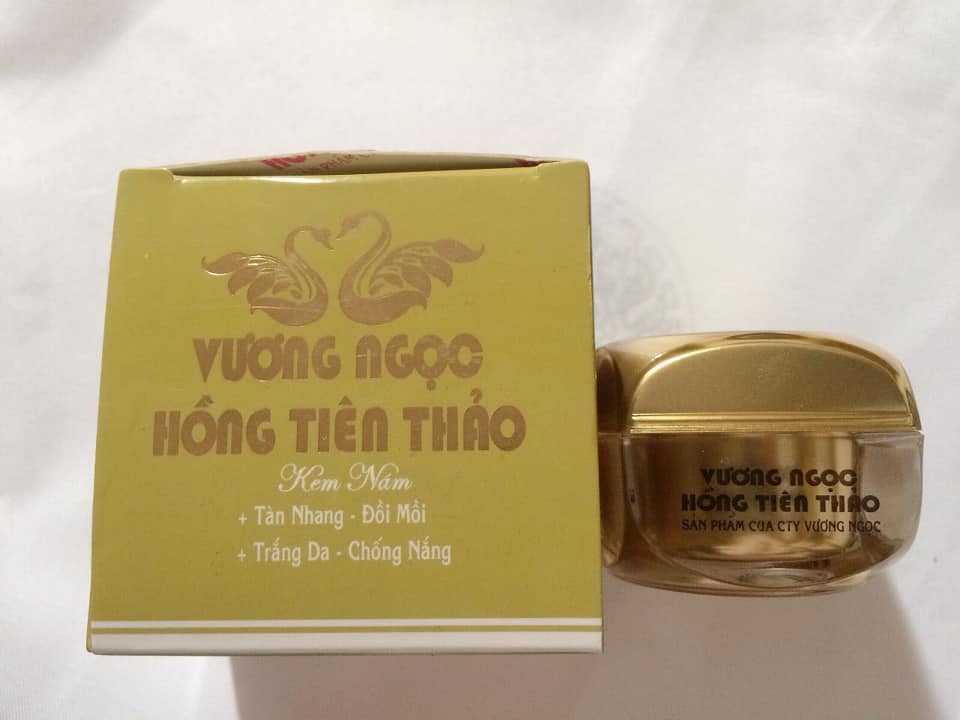 VƯƠNG NGỌC
HỒNG TIÊN THẢO
Kem Nám
+ Tàn Nhang - Đồi Mồi
+ Trắng Da - Chống Nắng
VƯƠNG NGỌC
HỒNG TIÊN THẢO
SẢN PHẨM CỦA CTY VƯƠNG NGỌC